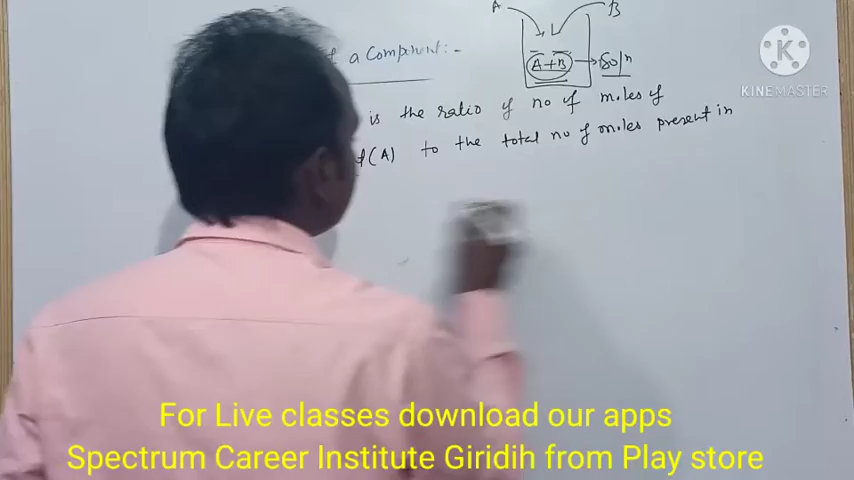 A B
A+B → Sol n
f a Component:-
is the ratio of no of moles of
(A) to the total no of moles present in
KINEMASTER
For Live classes download our apps
Spectrum Career Institute Giridih from Play store